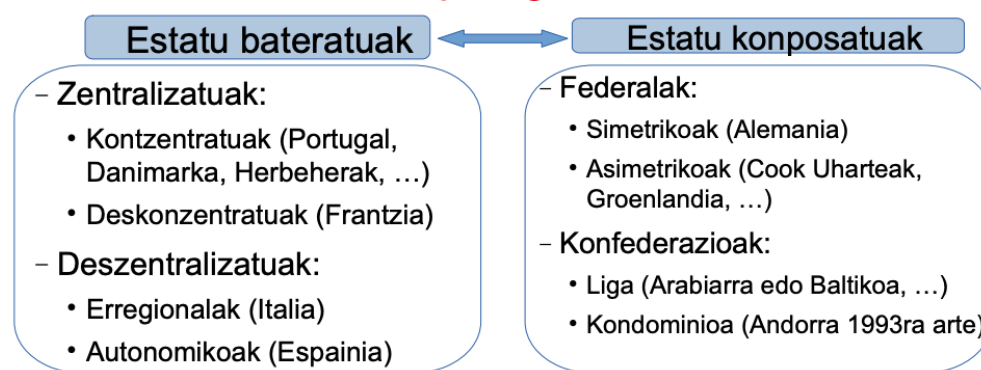 Estatu bateratuak
– Zentralizatuak:
• Kontzentratuak (Portugal,
Danimarka, Herbeherak, …)
• Deskonzentratuak (Frantzia)
– Deszentralizatuak:
• Erregionalak (Italia)
• Autonomikoak (Espainia)
Estatu konposatuak
– Federalak:
• Simetrikoak (Alemania)
• Asimetrikoak (Cook Uharteak,
Groenlandia, …)
– Konfederazioak:
• Liga (Arabiarra edo Baltikoa, …)
• Kondominioa (Andorra 1993ra arte)